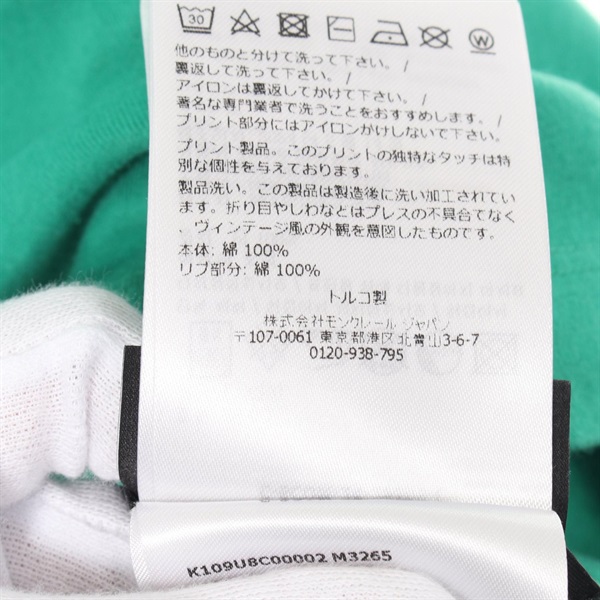 30
W
他のものと分けて洗って下さい。/
裏返して洗って下さい。/
アイロンは裏返してかけて下さい。/
著名な専門業者で洗うことをおすすめします。/
プリント部分にはアイロンかけしないで下さい。
プリント製品。このプリントの独特なタッチは特
別な個性を与えております。
製品洗い。この製品は製造後に洗い加工されてい
ます。折り目やしわなとはプレスの不具合てなく
、ヴィンテージ風の外観を意図したものです。
本体: 綿 100%
リブ部分: 綿 100%
トルコ製
株式会社モンクレール ジャパン
〒107-0061 東京都港区北青山3-6-7
0120-938-795
K109U8C00002 M3265